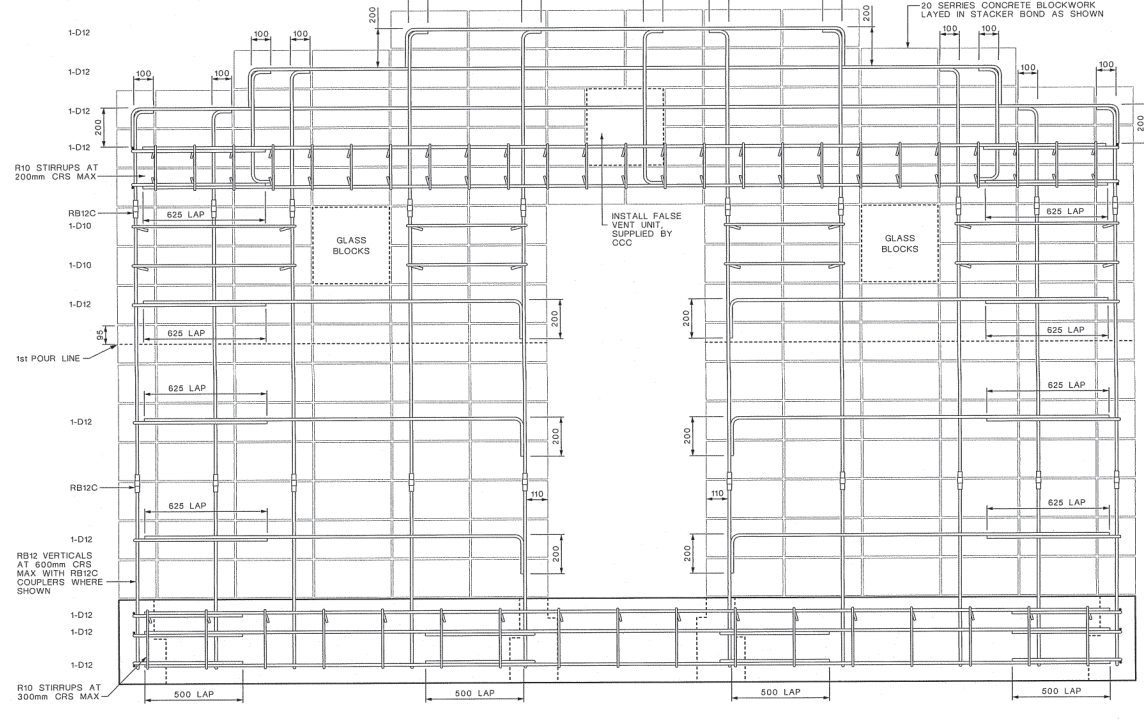 20 SERRIES CONCRETE BLOCKWORK
LAYED IN STACKER BOND AS SHOWN
200
200
1-D12
100
100
100
100
1-D12
100
100
100
100
1-D12
200
200
1-D12
R10 STIRRUPS AT
200mm CRS MAX
RB12C
625 LAP
625 LAP
1-D10
INSTALL FALSE
VENT UNIT,
SUPPLIED BY
CCC
GLASS
BLOCKS
GLASS
BLOCKS
1-D10
1-D12
200
200
95
625 LAP
625 LAP
1st POUR LINE
625 LAP
625 LAP
1-D12
200
200
RB12C
110
110
625 LAP
625 LAP
1-D12
200
200
RB12 VERTICALS
AT 600mm CRS
MAX WITH RB12C
COUPLERS WHERE
SHOWN
1-D12
1-D12
1-D12
R10 STIRRUPS AT
300mm CRS MAX
500 LAP
500 LAP
500 LAP
500 LAP